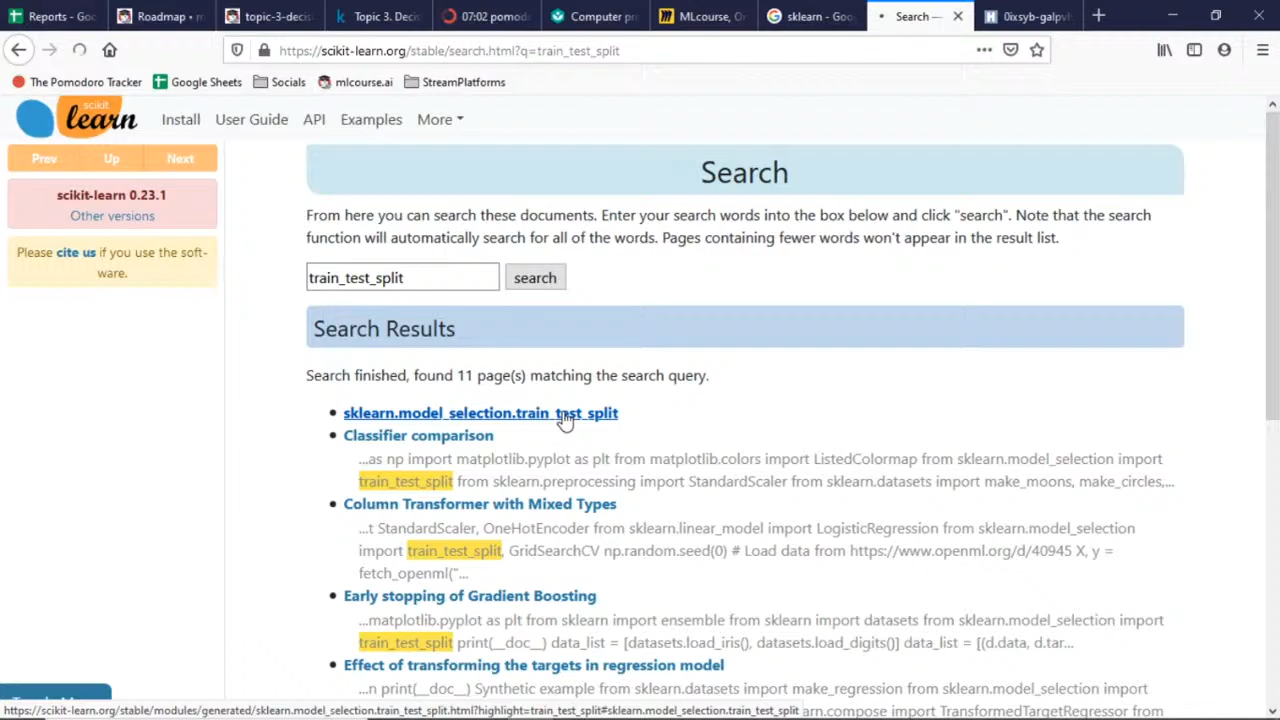 Reports - Goo
Roadmap • m
topic-3-decis
Topic 3. Deci
07:02 pomod
Computer pr
MLcourse, O
sklearn - Goo
Search —
0ixsyb-galpvh
https://scikit-learn.org/stable/search.html?q=train_test_split
The Pomodoro Tracker
Google Sheets
Socials
mlcourse.ai
StreamPlatforms
scikit
learn
Install
User Guide
API
Examples
More
Prev
Up
Next
scikit-learn 0.23.1
Other versions
Please cite us if you use the soft-
ware.
Search
From here you can search these documents. Enter your search words into the box below and click "search". Note that the search
function will automatically search for all of the words. Pages containing fewer words won't appear in the result list.
train_test_split
search
Search Results
Search finished, found 11 page(s) matching the search query.
• sklearn.model_selection.train_test_split
• Classifier comparison
...as np import matplotlib.pyplot as plt from matplotlib.colors import ListedColormap from sklearn.model_selection import
train_test_split from sklearn.preprocessing import StandardScaler from sklearn.datasets import make_moons, make_circles,...
• Column Transformer with Mixed Types
...t StandardScaler, OneHotEncoder from sklearn.linear_model import LogisticRegression from sklearn.model_selection
import train_test_split, GridSearchCV np.random.seed(0) # Load data from https://www.openml.org/d/40945 X, y =
fetch_openml("...
• Early stopping of Gradient Boosting
...matplotlib.pyplot as plt from sklearn import ensemble from sklearn import datasets from sklearn.model_selection import
train_test_split print(__doc__) data_list = [datasets.load_iris(), datasets.load_digits()] data_list = [(d.data, d.tar...
• Effect of transforming the targets in regression model
...n print(__doc__) Synthetic example from sklearn.datasets import make_regression from sklearn.model_selection import
https://scikit-learn.org/stable/modules/generated/sklearn.model_selection.train_test_split.html?highlight=train_test_split#sklearn.model_selection.train_test_split
arn.compose import TransformedTargetRegressor from